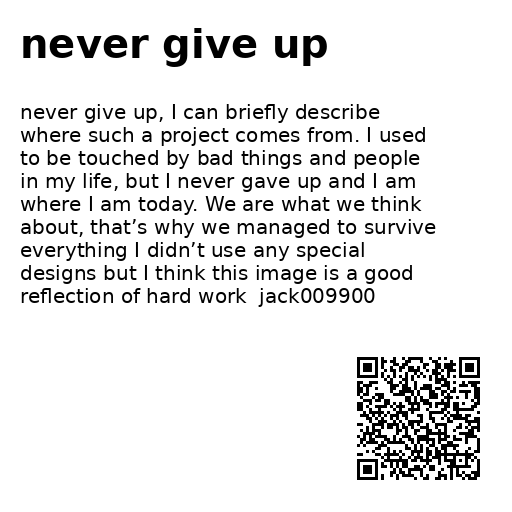 never give up
never give up, I can briefly describe
where such a project comes from. I used
to be touched by bad things and people
in my life, but I never gave up and I am
where I am today. We are what we think
about, that’s why we managed to survive
everything I didn’t use any special
designs but I think this image is a good
reflection of hard work  jack009900